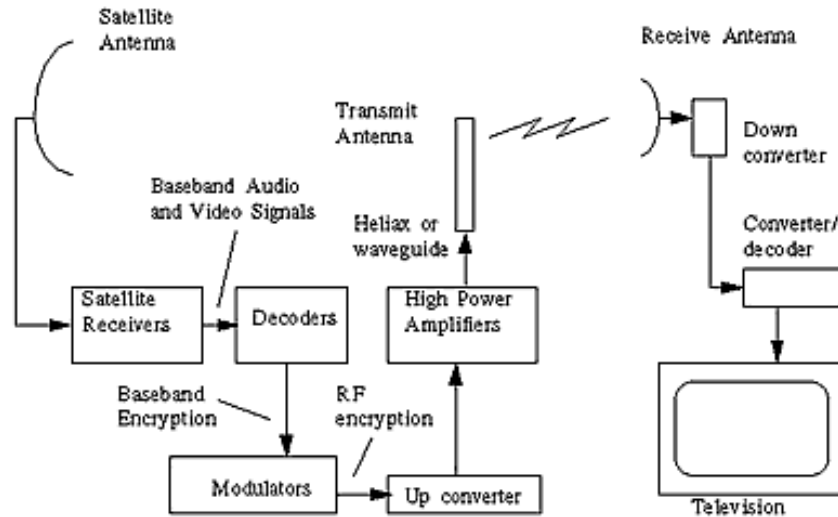 Satellite
Antenna
Receive Antenna
Transmit
Antenna
Down
converter
Baseband Audio
and Video Signals
Heliax or
waveguide
Converter/
decoder
Satellite
Receivers
Decoders
High Power
Amplifiers
Baseband
Encryption
RF
encryption
Modulators
Up converter
Television